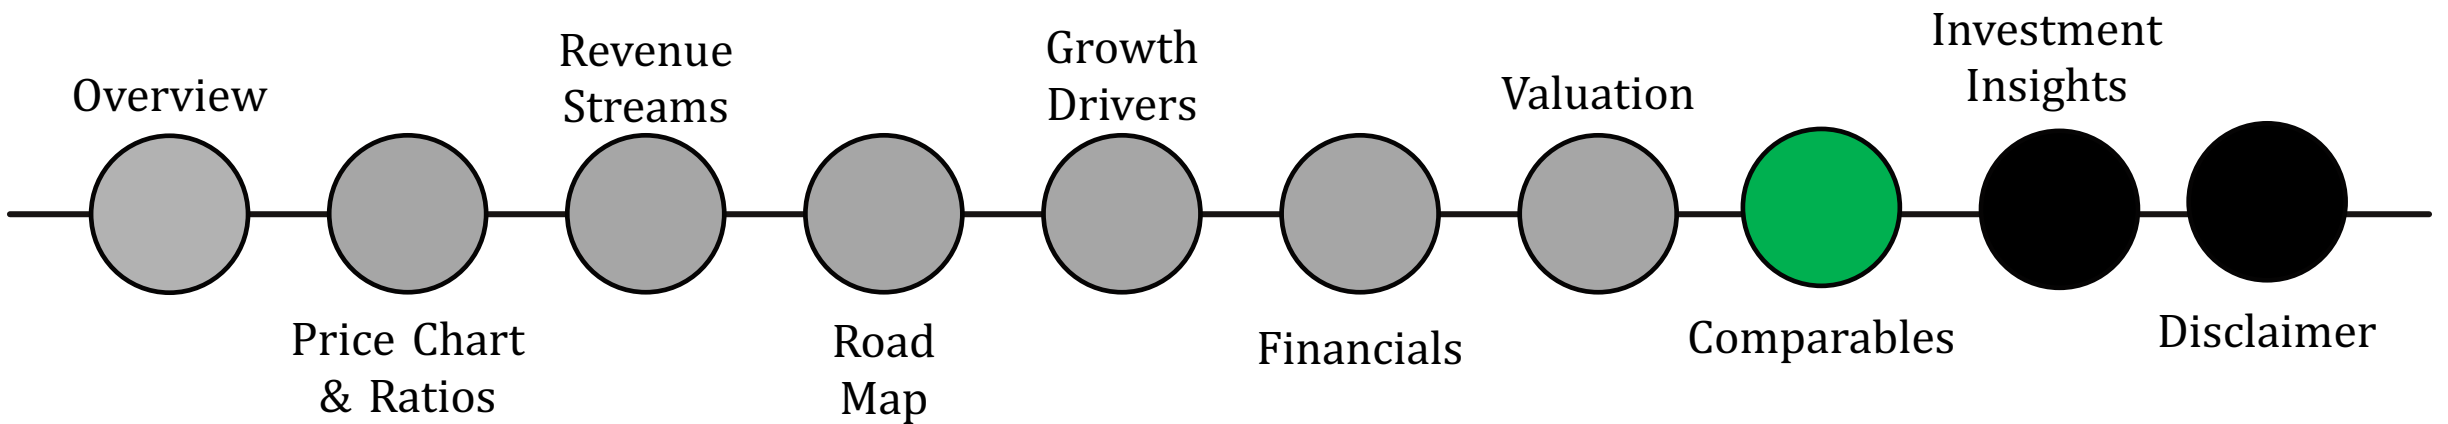 Overview
Price Chart
& Ratios
Revenue
Streams
Road
Map
Growth
Drivers
Financials
Valuation
Comparables
Investment
Insights
Disclaimer